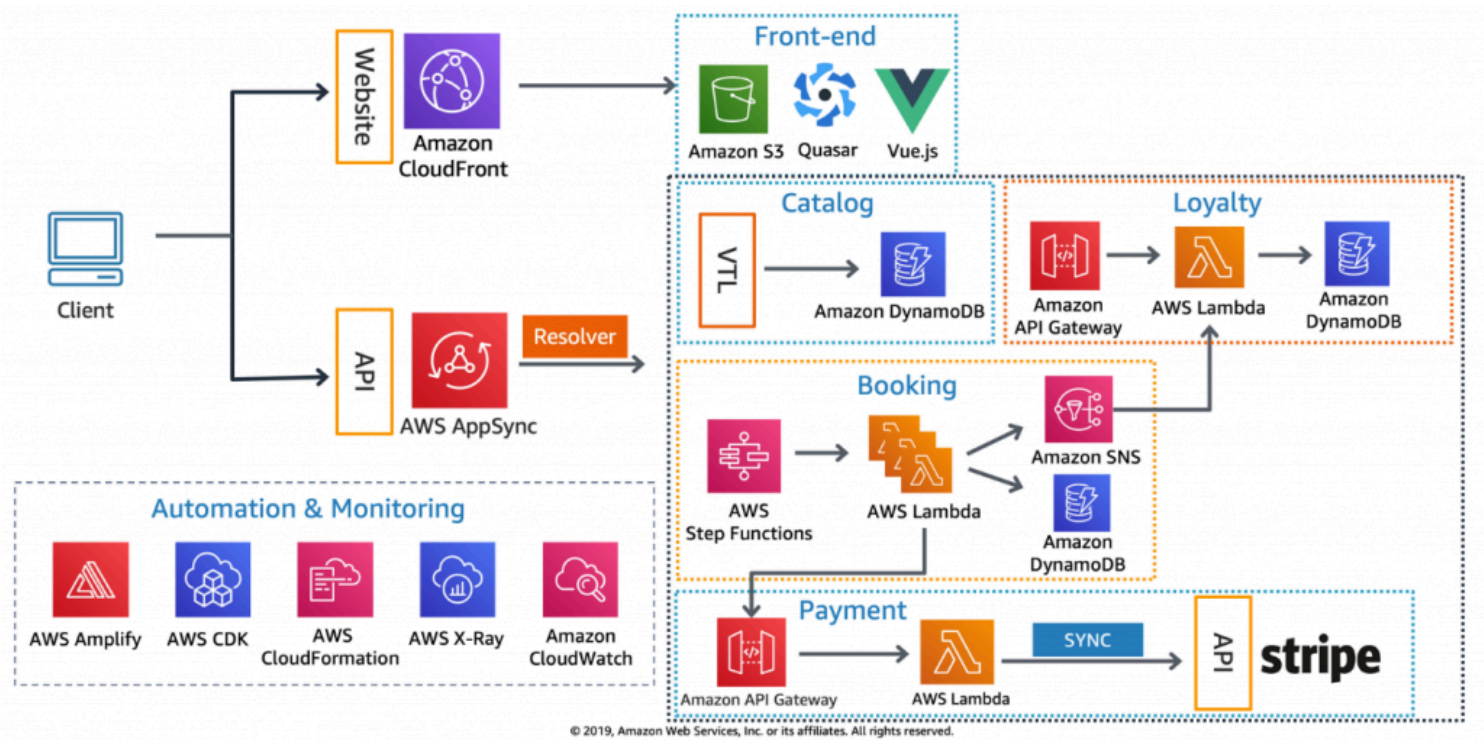 Front-end
Website
Amazon
CloudFront
Amazon S3
Quasar
Vue.js
Client
API
AWS AppSync
Resolver
Catalog
VTL
Amazon DynamoDB
Loyalty
Amazon
API Gateway
AWS Lambda
Amazon
DynamoDB
Booking
AWS
Step Functions
AWS Lambda
Amazon SNS
Amazon
DynamoDB
Automation & Monitoring
AWS Amplify
AWS CDK
AWS
CloudFormation
AWS X-Ray
Amazon
CloudWatch
Payment
Amazon API Gateway
AWS Lambda
SYNC
API
stripe
© 2019, Amazon Web Services, Inc. or its affiliates. All rights reserved.